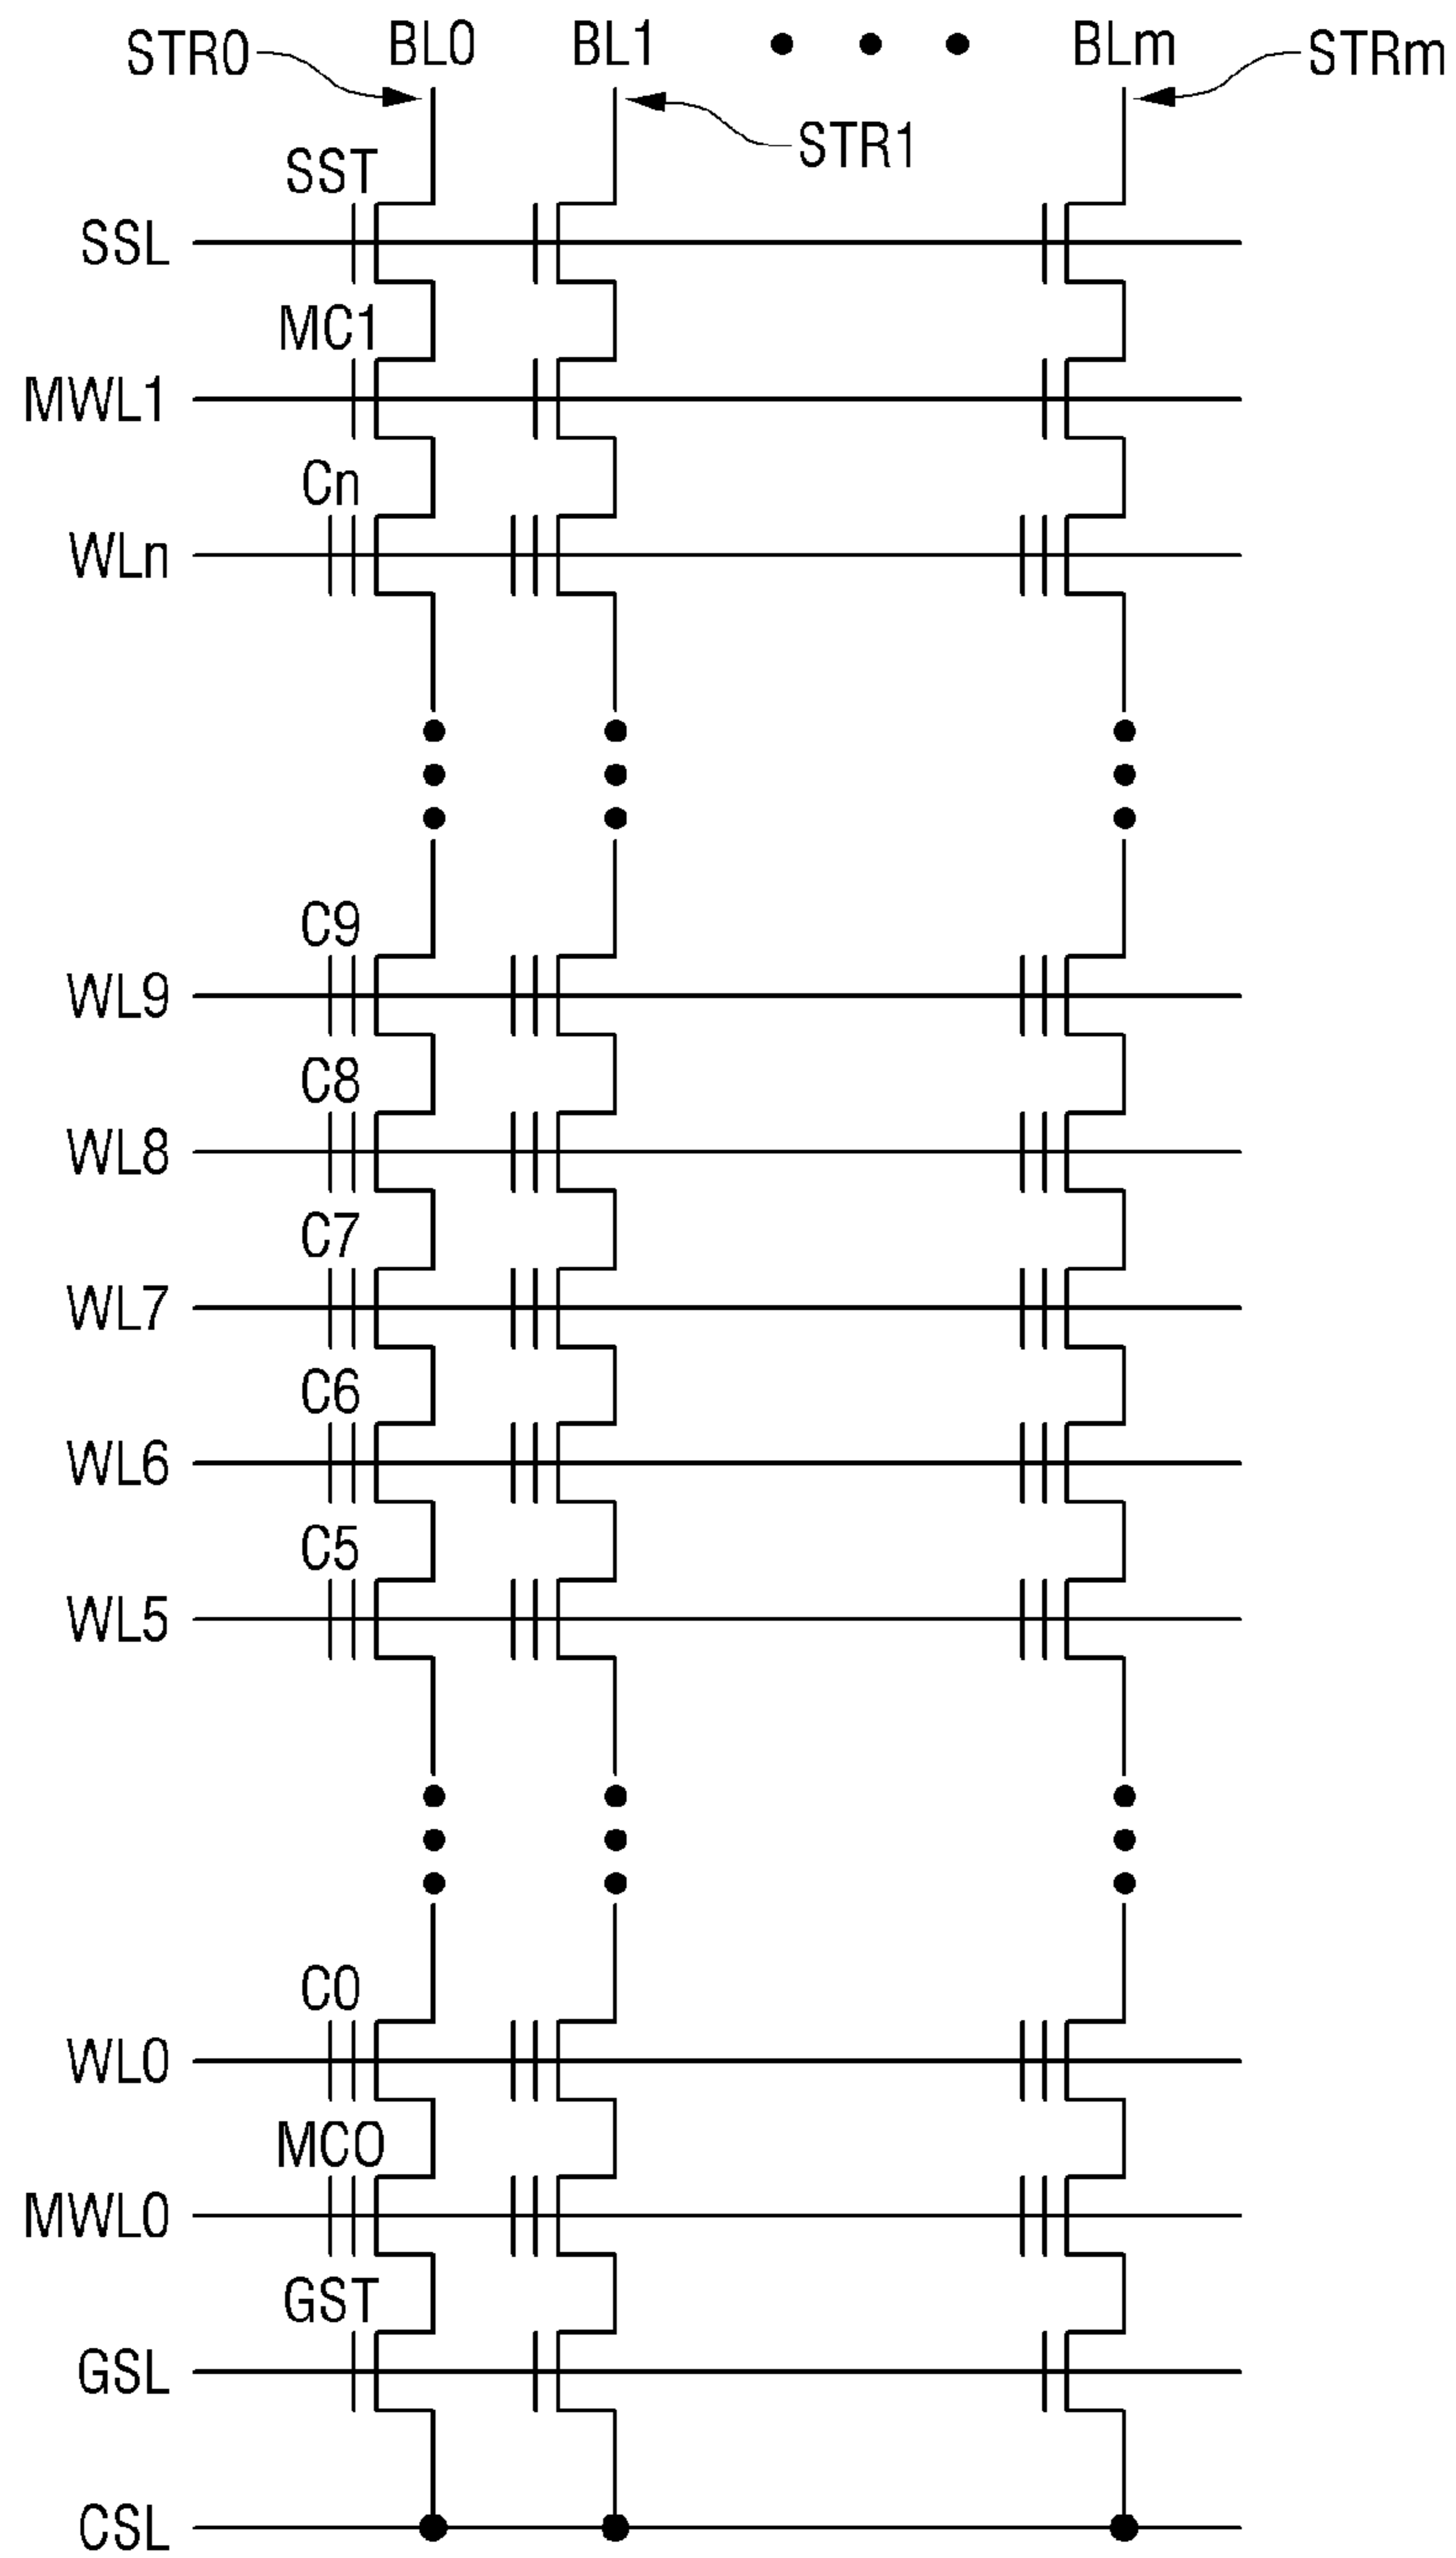 STR0 BL0 BL1 BLm STRm
STR1
SST
SSL
MC1
MWL1
Cn
WLn
C9
WL9
C8
WL8
C7
WL7
C6
WL6
C5
WL5
C0
WL0
MCO
MWL0
GST
GSL
CSL